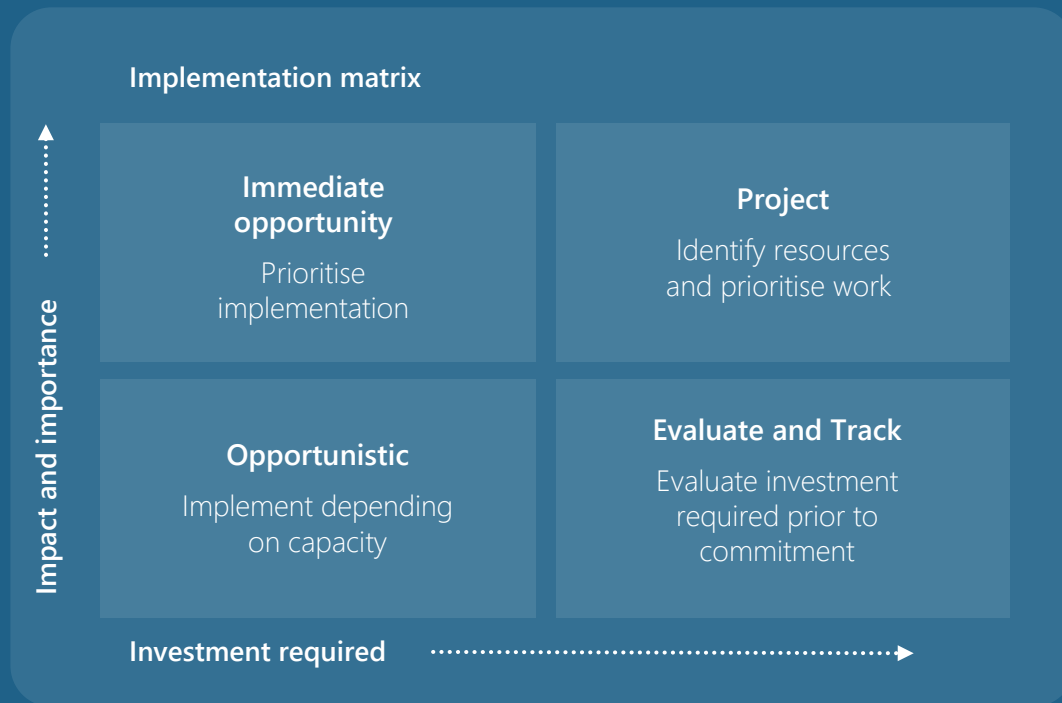 Implementation matrix
Immediate
opportunity
Prioritise
implementation
Project
Identify resources
and prioritise work
Impact and importance
Opportunistic
Implement depending
on capacity
Evaluate and Track
Evaluate investment
required prior to
commitment
Investment required